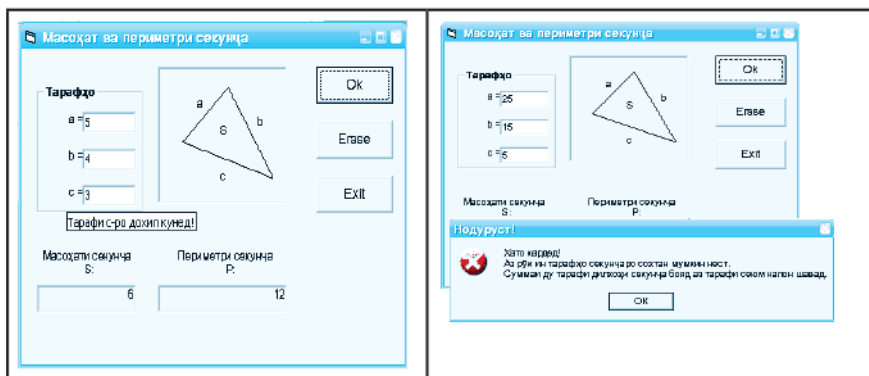 Масоҳат ва периметри секунҷа
Тарафҳо
a = 5
b = 4
c = 3
a
b
S
c
Ok
Erase
Exit
Тарафи c-ро дохил кунед!
Масоҳати секунҷа
S:
Периметри секунҷа
P:
6
12
Масоҳат ва периметри секунҷа
Тарафҳо
a = 25
b = 15
c = 5
a
b
S
c
Ok
Erase
Exit
Масоҳати секунҷа
S:
Периметри секунҷа
P:
Нодуруст!
Хато кардед!
Аз рӯи ин тарафҳо секунҷаро сохтан мумкин нест.
Суммаи ду тарафи дилхоҳи секунҷа бояд аз тарафи сеюм калон шавад.
OK